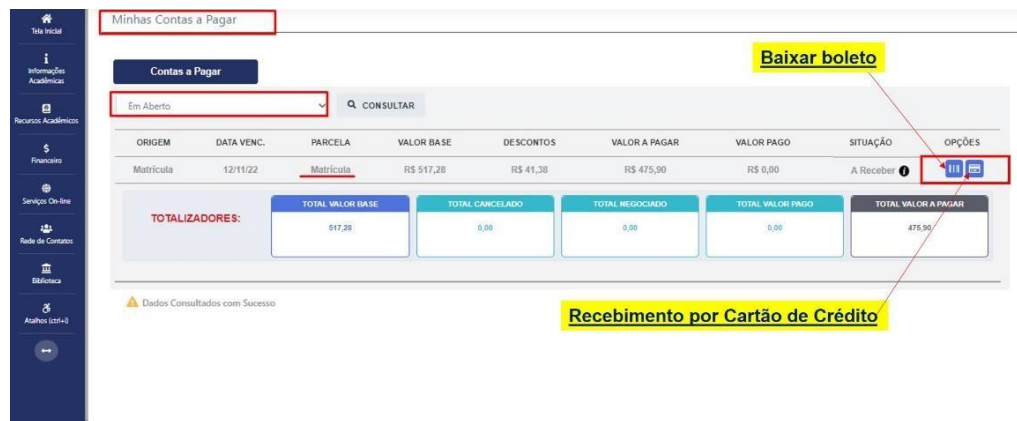 Minhas Contas a Pagar
Tela Inicial
Informações
Acadêmicas
Recursos Acadêmicos
Financeiro
Serviços On-line
Rede de Contatos
Biblioteca
Atalhos (ctrl+i)
Contas a Pagar
Baixar boleto
Em Aberto
CONSULTAR
ORIGEM DATA VENC. PARCELA VALOR BASE DESCONTOS VALOR A PAGAR VALOR PAGO SITUAÇÃO OPÇÕES
Matrícula 12/11/22 Matrícula R$ 517,28 R$ 41,38 R$ 475,90 R$ 0,00 A Receber
TOTALIZADORES:
TOTAL VALOR BASE TOTAL CANCELADO TOTAL NEGOCIADO TOTAL VALOR PAGO TOTAL VALOR A PAGAR
517,28 0,00 0,00 0,00 475,90
Dados Consultados com Sucesso
Recebimento por Cartão de Crédito